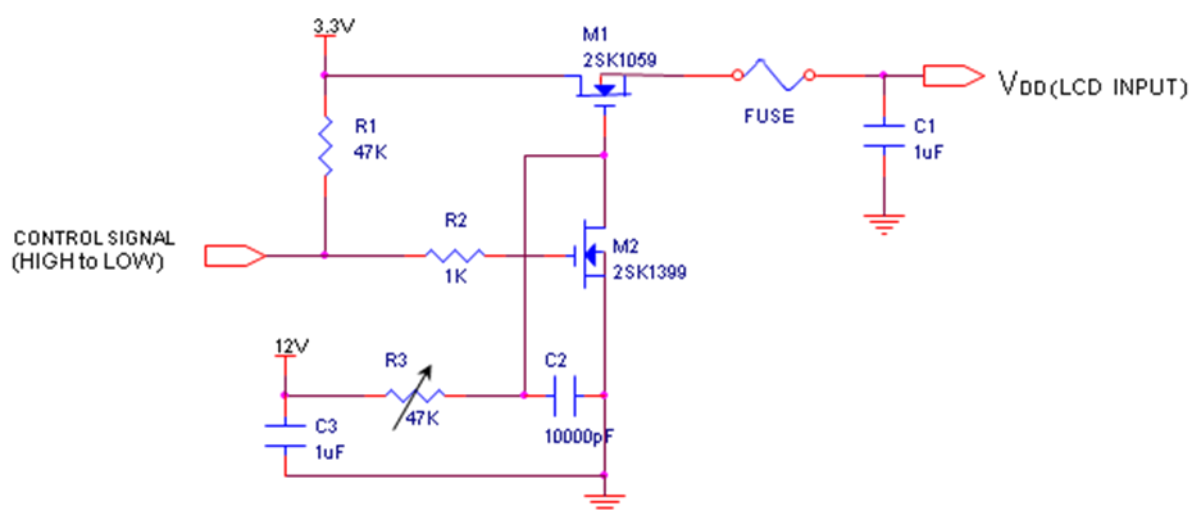 3.3V
M1
2SK1059
FUSE
VDD(LCD INPUT)
R1
47K
C1
1uF
CONTROL SIGNAL
(HIGH to LOW)
R2
1K
M2
2SK1399
12V
R3
47K
C2
10000pF
C3
1uF